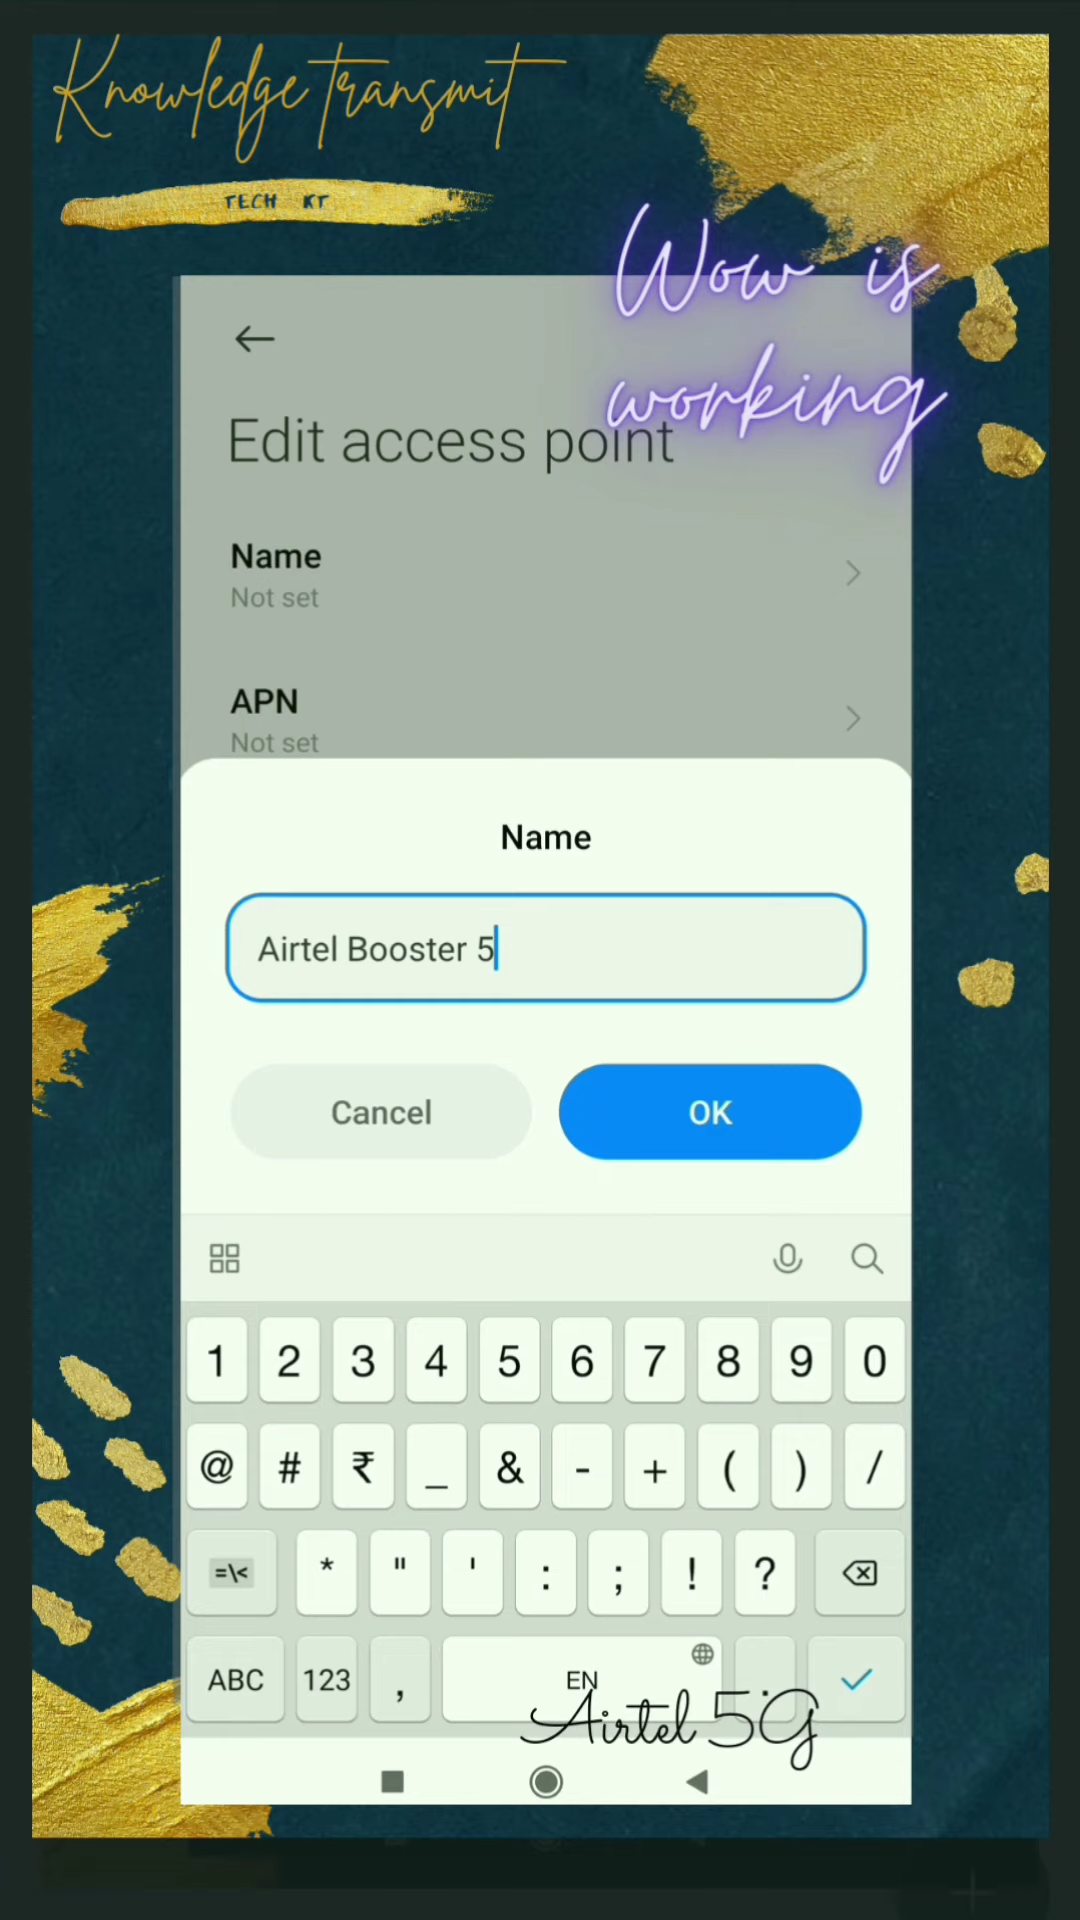 Knowledge transmit
TECH KT
Wow is
working
Edit access point
Name
Not set
APN
Not set
Name
Airtel Booster 5
Cancel
OK
1 2 3 4 5 6 7 8 9 0
@ # ₹ _ & - + ( ) /
=\< * " ' : ; ! ?
ABC 123 , EN .
Airtel 5G